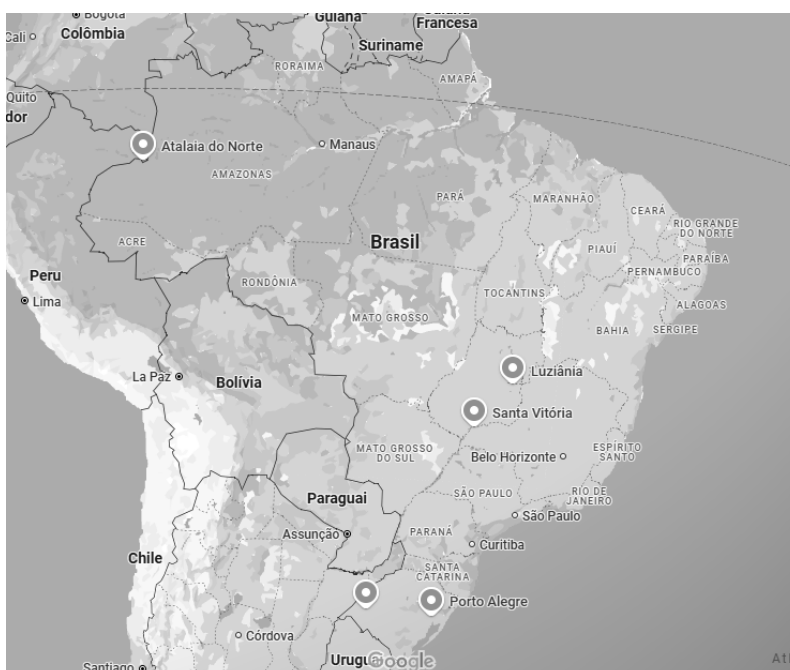 Bogotá
Guiana
Guiana
Francesa
Cali
Colômbia
Suriname
RORAIMA
AMAPÁ
Quito
dor
Atalaia do Norte
Manaus
AMAZONAS
PARÁ
MARANHÃO
CEARÁ
RIO GRANDE
DO NORTE
ACRE
Brasil
PIAUÍ
PARAÍBA
PERNAMBUCO
Peru
RONDÔNIA
TOCANTINS
ALAGOAS
Lima
MATO GROSSO
BAHIA
SERGIPE
La Paz
Bolívia
Luziânia
Santa Vitória
MATO GROSSO
DO SUL
Belo Horizonte
ESPÍRITO
SANTO
Paraguai
SÃO PAULO
RIO DE
JANEIRO
São Paulo
Assunção
PARANÁ
Curitiba
Chile
SANTA
CATARINA
Porto Alegre
Córdova
Urugu
Google
Santiago
Atl